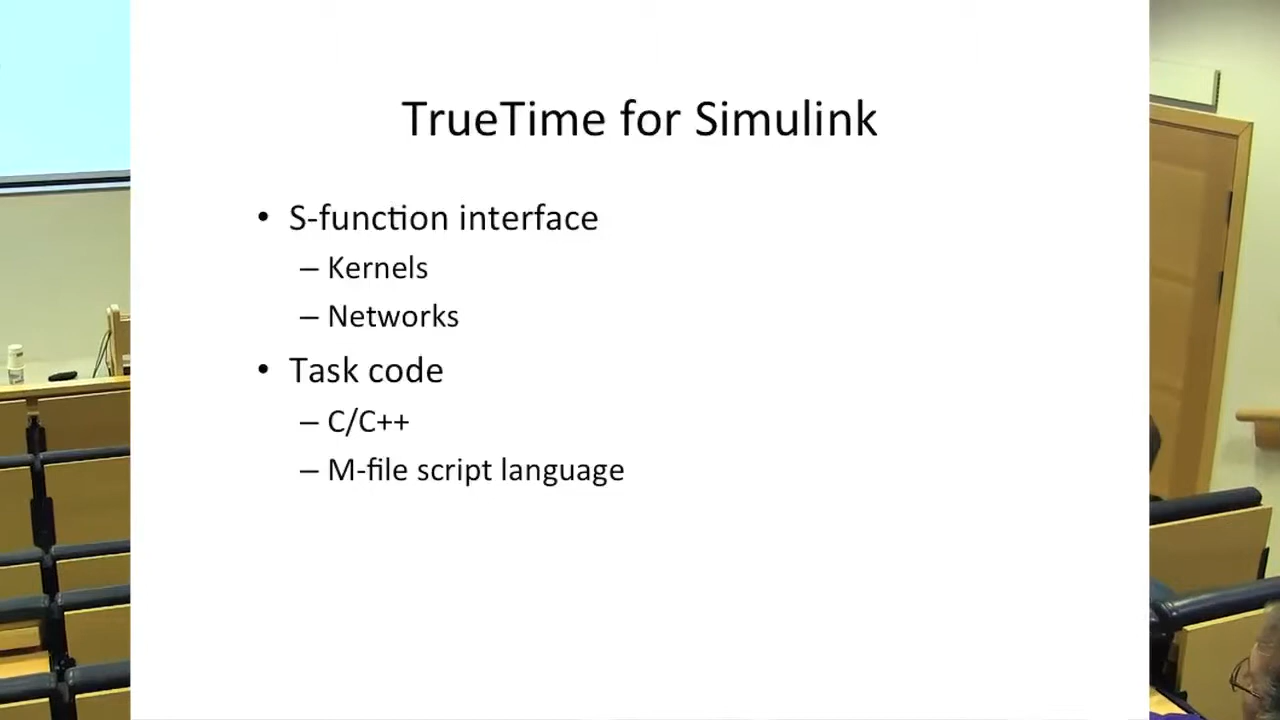 TrueTime for Simulink
• S-function interface
– Kernels
– Networks
• Task code
– C/C++
– M-file script language